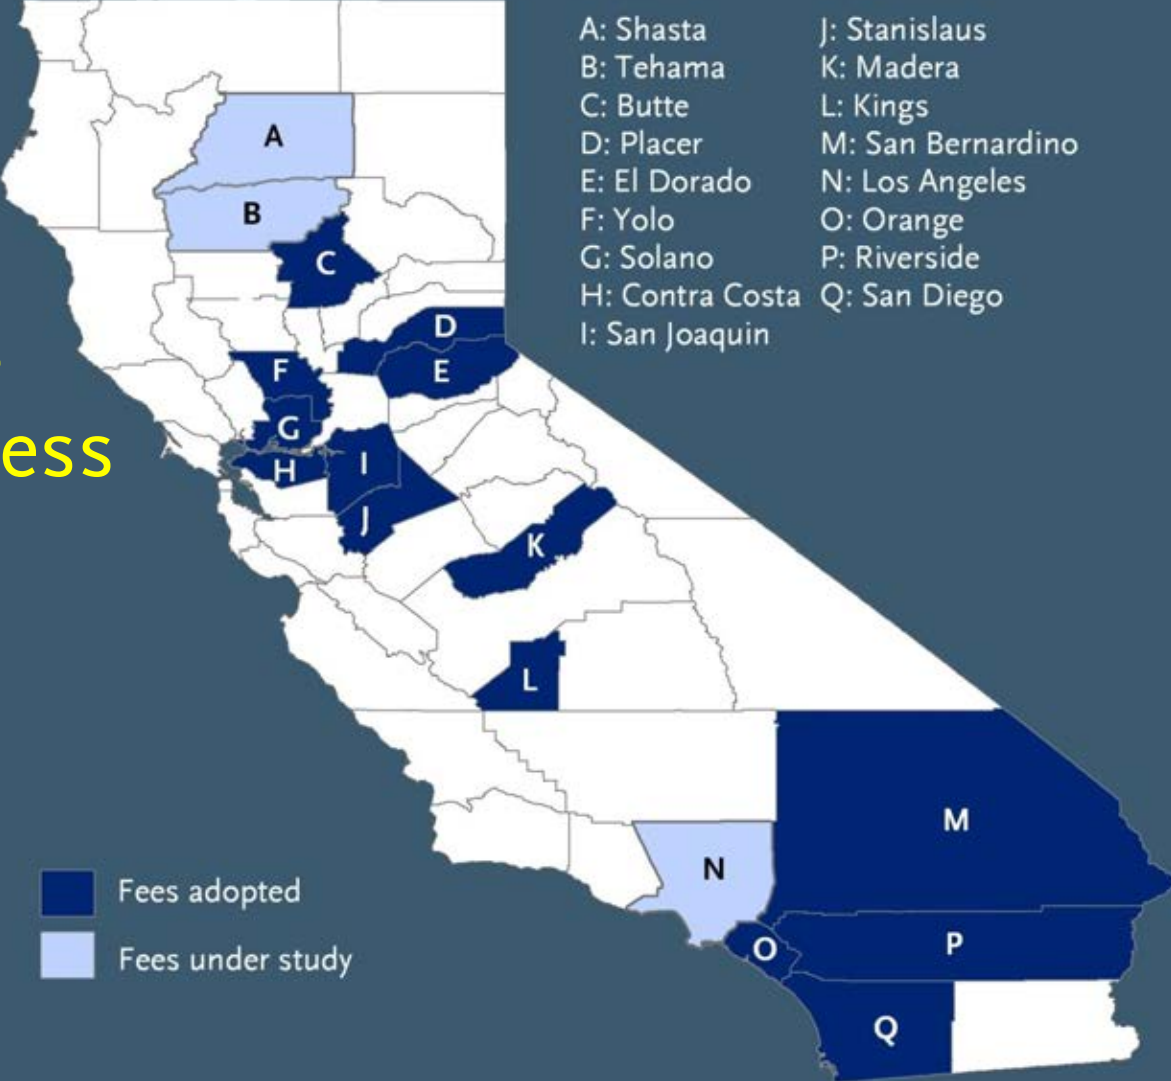 A: Shasta
B: Tehama
C: Butte
D: Placer
E: El Dorado
F: Yolo
G: Solano
H: Contra Costa
I: San Joaquin
J: Stanislaus
K: Madera
L: Kings
M: San Bernardino
N: Los Angeles
O: Orange
P: Riverside
Q: San Diego
A
B
C
D
E
F
G
ess
H
I
J
K
L
M
N
O
P
Q
Fees adopted
Fees under study